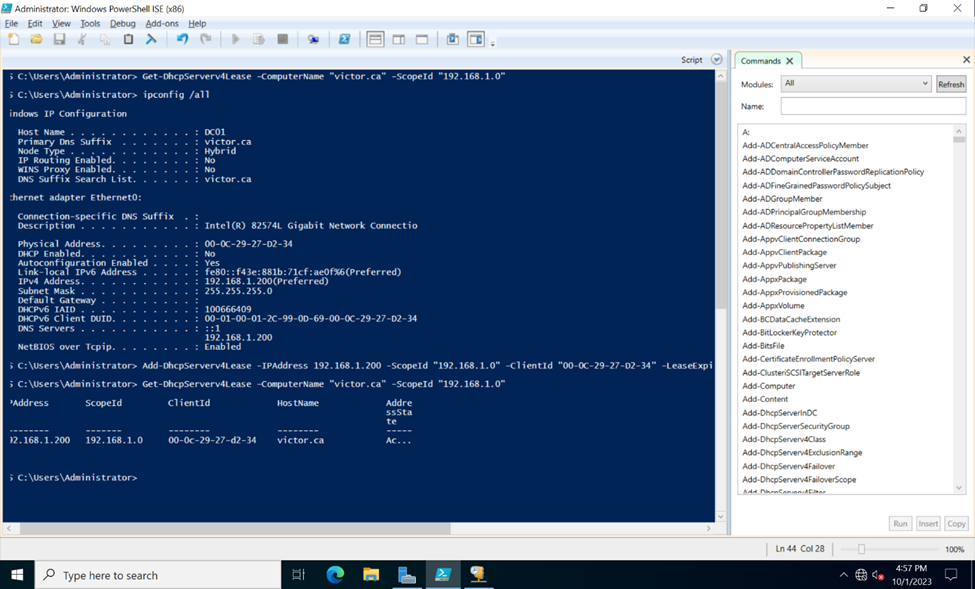 Administrator: Windows PowerShell ISE (x86)
File Edit View Tools Debug Add-ons Help
Script
S C:\Users\Administrator> Get-DhcpServerv4Lease -ComputerName "victor.ca" -ScopeId "192.168.1.0"
S C:\Users\Administrator> ipconfig /all
indows IP Configuration
Host Name . . . . . . . . . . . . : DC01
Primary Dns Suffix . . . . . . . : victor.ca
Node Type . . . . . . . . . . . . : Hybrid
IP Routing Enabled. . . . . . . . : No
WINS Proxy Enabled. . . . . . . . : No
DNS Suffix Search List. . . . . . : victor.ca
thernet adapter Ethernet0:
Connection-specific DNS Suffix . :
Description . . . . . . . . . . . : Intel(R) 82574L Gigabit Network Connectio
Physical Address. . . . . . . . . : 00-0C-29-27-D2-34
DHCP Enabled. . . . . . . . . . . : No
Autoconfiguration Enabled . . . . : Yes
Link-local IPv6 Address . . . . . : fe80::f43e:881b:71cf:ae0f%6(Preferred)
IPv4 Address. . . . . . . . . . . : 192.168.1.200(Preferred)
Subnet Mask . . . . . . . . . . . : 255.255.255.0
Default Gateway . . . . . . . . . :
DHCPv6 IAID . . . . . . . . . . . : 100666409
DHCPv6 Client DUID. . . . . . . . : 00-01-00-01-2C-99-0D-69-00-0C-29-27-D2-34
DNS Servers . . . . . . . . . . . : ::1
192.168.1.200
NetBIOS over Tcpip. . . . . . . . : Enabled
S C:\Users\Administrator> Add-DhcpServerv4Lease -IPAddress 192.168.1.200 -ScopeId "192.168.1.0" -ClientId "00-0C-29-27-D2-34" -LeaseExpi
S C:\Users\Administrator> Get-DhcpServerv4Lease -ComputerName "victor.ca" -ScopeId "192.168.1.0"
PAddress ScopeId ClientId HostName Addre
ssSta
te
-------- ------- -------- -------- -----
92.168.1.200 192.168.1.0 00-0c-29-27-d2-34 victor.ca Ac...
S C:\Users\Administrator>
Commands
Modules: All Refresh
Name:
A:
Add-ADCentralAccessPolicyMember
Add-ADComputerServiceAccount
Add-ADDomainControllerPasswordReplicationPolicy
Add-ADFineGrainedPasswordPolicySubject
Add-ADGroupMember
Add-ADPrincipalGroupMembership
Add-ADResourcePropertyListMember
Add-AppvClientConnectionGroup
Add-AppvClientPackage
Add-AppvPublishingServer
Add-AppxPackage
Add-AppxProvisionedPackage
Add-AppxVolume
Add-BCDataCacheExtension
Add-BitLockerKeyProtector
Add-BitsFile
Add-CertificateEnrollmentPolicyServer
Add-ClusteriSCSITargetServerRole
Add-Computer
Add-Content
Add-DhcpServerInDC
Add-DhcpServerSecurityGroup
Add-DhcpServerv4Class
Add-DhcpServerv4ExclusionRange
Add-DhcpServerv4Failover
Add-DhcpServerv4FailoverScope
Add-DhcpServerv4Filter
Run Insert Copy
Ln 44 Col 28 100%
Type here to search
4:57 PM
10/1/2023